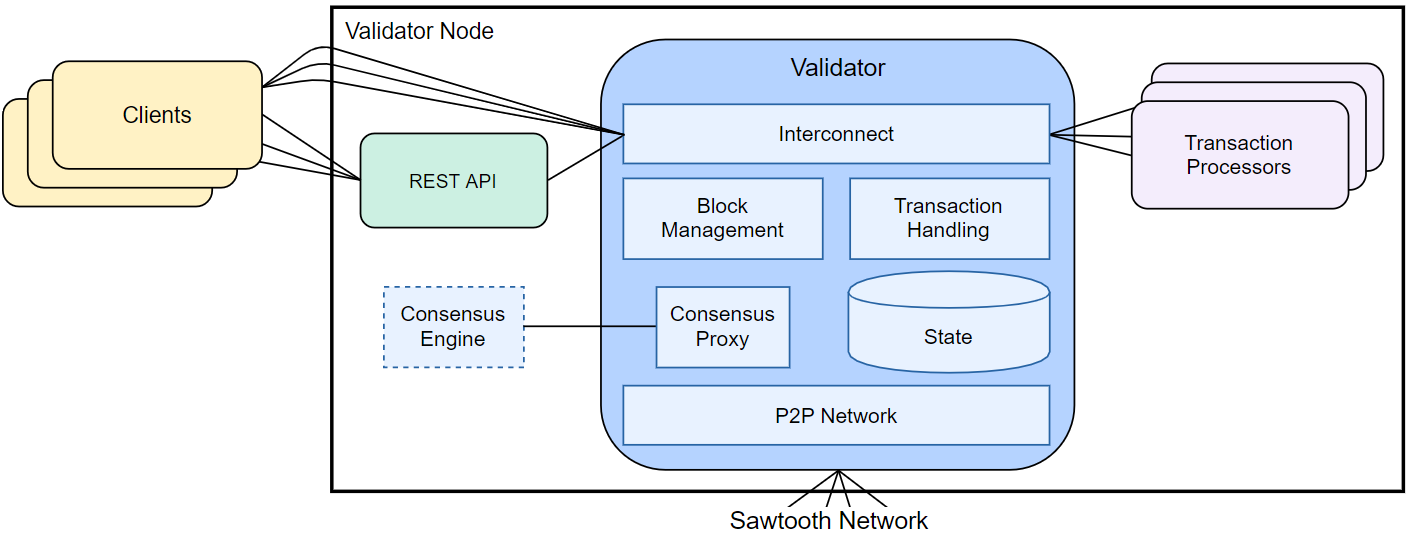 Validator Node
Validator
Clients
Interconnect
Transaction
Processors
REST API
Block
Management
Transaction
Handling
Consensus
Engine
Consensus
Proxy
State
P2P Network
Sawtooth Network